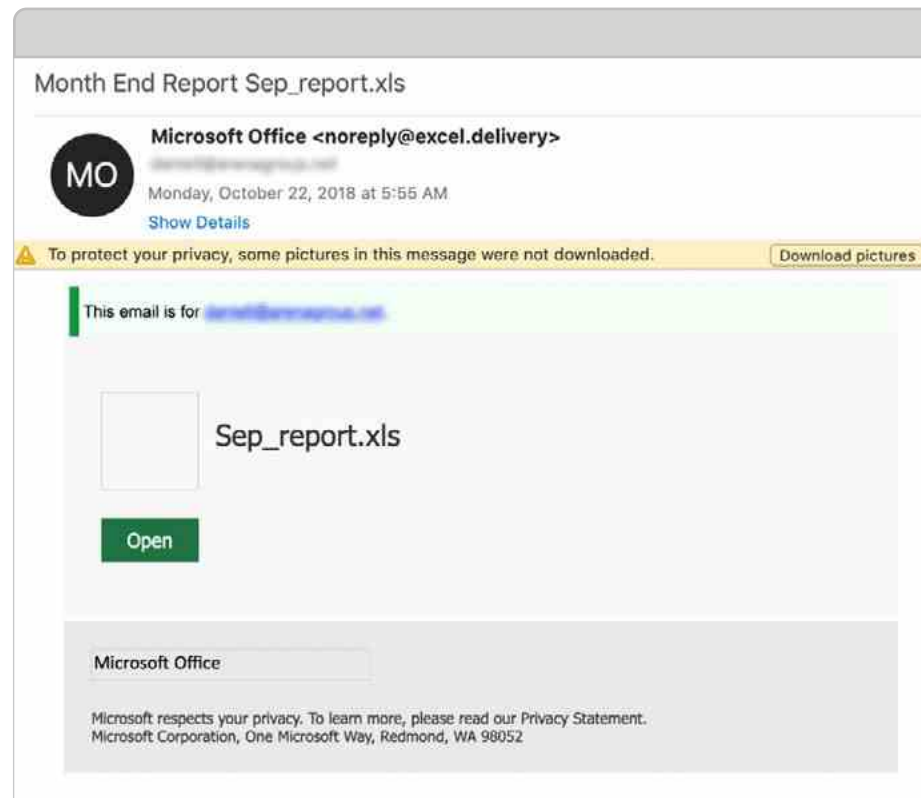 Month End Report Sep_report.xls
MO
Microsoft Office <noreply@excel.delivery>
Monday, October 22, 2018 at 5:55 AM
Show Details
To protect your privacy, some pictures in this message were not downloaded.
Download pictures
This email is for
Sep_report.xls
Open
Microsoft Office
Microsoft respects your privacy. To learn more, please read our Privacy Statement.
Microsoft Corporation, One Microsoft Way, Redmond, WA 98052